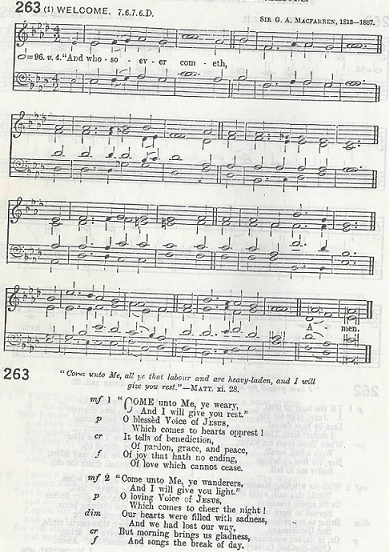 263 (1) WELCOME. 7.6.7.6.D.
SIR G. A. MACFARREN, 1813–1887.
=96. v. 4. "And who - so - ev - er com - eth,
A - men.
263
"Come unto Me, all ye that labour and are heavy-laden, and I will
give you rest."—MATT. xi. 28.
mf 1 "COME unto Me, ye weary,
And I will give you rest."
p O blessèd Voice of JESUS,
Which comes to hearts opprest!
cr It tells of benediction,
Of pardon, grace, and peace,
f Of joy that hath no ending,
Of love which cannot cease.
mf 2 "Come unto Me, ye wanderers,
And I will give you light."
p O loving Voice of JESUS,
Which comes to cheer the night!
dim Our hearts were filled with sadness,
And we had lost our way,
cr But morning brings us gladness,
f And songs the break of day.